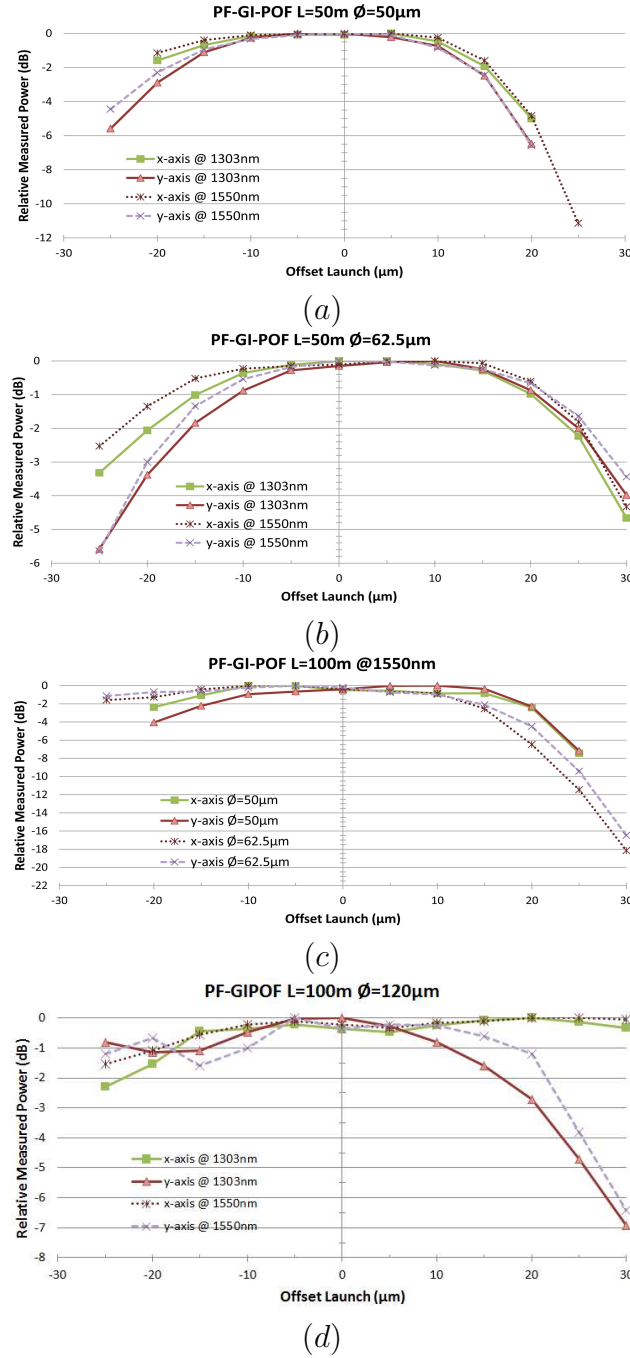 PF-GI-POF L=50m Ø=50µm
Relative Measured Power (dB)
0
-2
-4
-6
-8
-10
-12
x-axis @ 1303nm
y-axis @ 1303nm
x-axis @ 1550nm
y-axis @ 1550nm
-30 -20 -10 0 10 20 30
Offset Launch (µm)
(a)
PF-GI-POF L=50m Ø=62.5µm
Relative Measured Power (dB)
0
-1
-2
-3
-4
-5
-6
x-axis @ 1303nm
y-axis @ 1303nm
x-axis @ 1550nm
y-axis @ 1550nm
-30 -20 -10 0 10 20 30
Offset Launch (µm)
(b)
PF-GI-POF L=100m @1550nm
Relative Measured Power (dB)
0
-2
-4
-6
-8
-10
-12
-14
-16
-18
-20
-22
x-axis Ø=50µm
y-axis Ø=50µm
x-axis Ø=62.5µm
y-axis Ø=62.5µm
-30 -20 -10 0 10 20 30
Offset Launch (µm)
(c)
PF-GIPOF L=100m Ø=120µm
Relative Measured Power (dB)
0
-1
-2
-3
-4
-5
-6
-7
-8
x-axis @ 1303nm
y-axis @ 1303nm
x-axis @ 1550nm
y-axis @ 1550nm
-30 -20 -10 0 10 20 30
Offset Launch (µm)
(d)